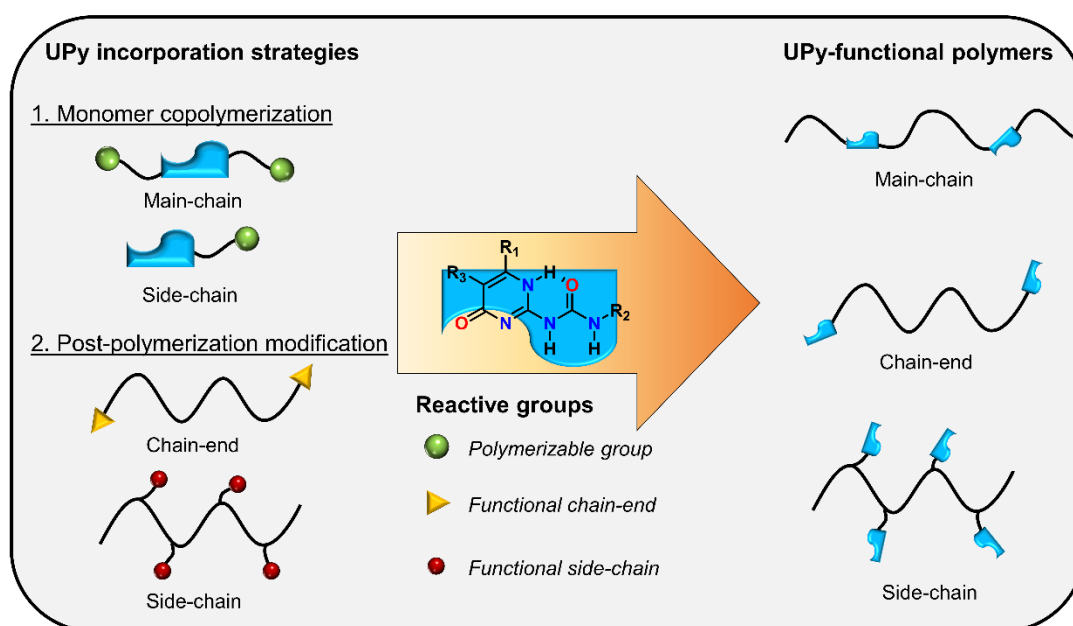 UPy incorporation strategies
1. Monomer copolymerization
Main-chain
Side-chain
2. Post-polymerization modification
Chain-end
Side-chain
R1
R3
H
N
O
O
N
N
N
R2
H
H
Reactive groups
Polymerizable group
Functional chain-end
Functional side-chain
UPy-functional polymers
Main-chain
Chain-end
Side-chain